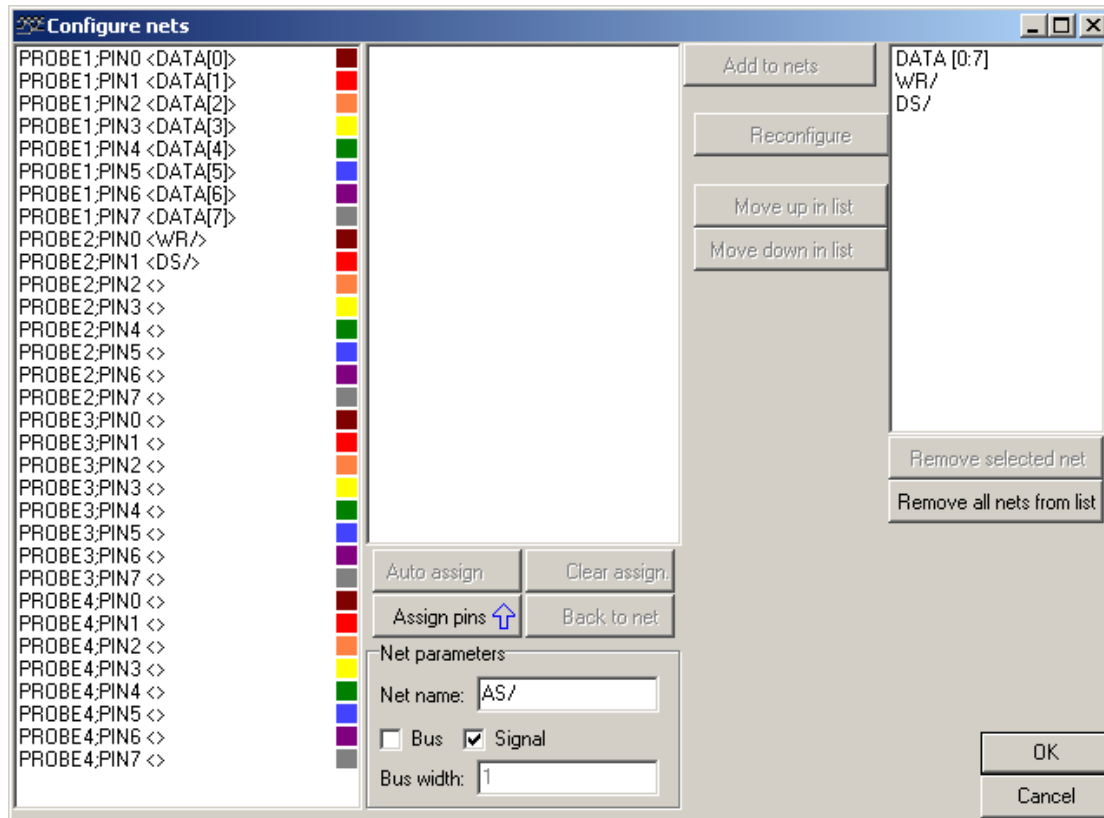 Configure nets
PROBE1;PIN0 <DATA[0]>
PROBE1;PIN1 <DATA[1]>
PROBE1;PIN2 <DATA[2]>
PROBE1;PIN3 <DATA[3]>
PROBE1;PIN4 <DATA[4]>
PROBE1;PIN5 <DATA[5]>
PROBE1;PIN6 <DATA[6]>
PROBE1;PIN7 <DATA[7]>
PROBE2;PIN0 <WR/>
PROBE2;PIN1 <DS/>
PROBE2;PIN2 <>
PROBE2;PIN3 <>
PROBE2;PIN4 <>
PROBE2;PIN5 <>
PROBE2;PIN6 <>
PROBE2;PIN7 <>
PROBE3;PIN0 <>
PROBE3;PIN1 <>
PROBE3;PIN2 <>
PROBE3;PIN3 <>
PROBE3;PIN4 <>
PROBE3;PIN5 <>
PROBE3;PIN6 <>
PROBE3;PIN7 <>
PROBE4;PIN0 <>
PROBE4;PIN1 <>
PROBE4;PIN2 <>
PROBE4;PIN3 <>
PROBE4;PIN4 <>
PROBE4;PIN5 <>
PROBE4;PIN6 <>
PROBE4;PIN7 <>
Auto assign
Clear assign.
Assign pins
Back to net
Net parameters
Net name: AS/
Bus
Signal
Bus width: 1
Add to nets
Reconfigure
Move up in list
Move down in list
DATA [0:7]
WR/
DS/
Remove selected net
Remove all nets from list
OK
Cancel